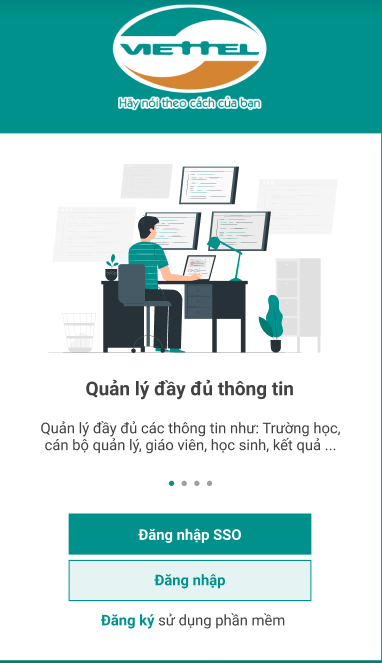 VIETTEL
Hãy nói theo cách của bạn
Quản lý đầy đủ thông tin
Quản lý đầy đủ các thông tin như: Trường học,
cán bộ quản lý, giáo viên, học sinh, kết quả ...
Đăng nhập SSO
Đăng nhập
Đăng ký sử dụng phần mềm